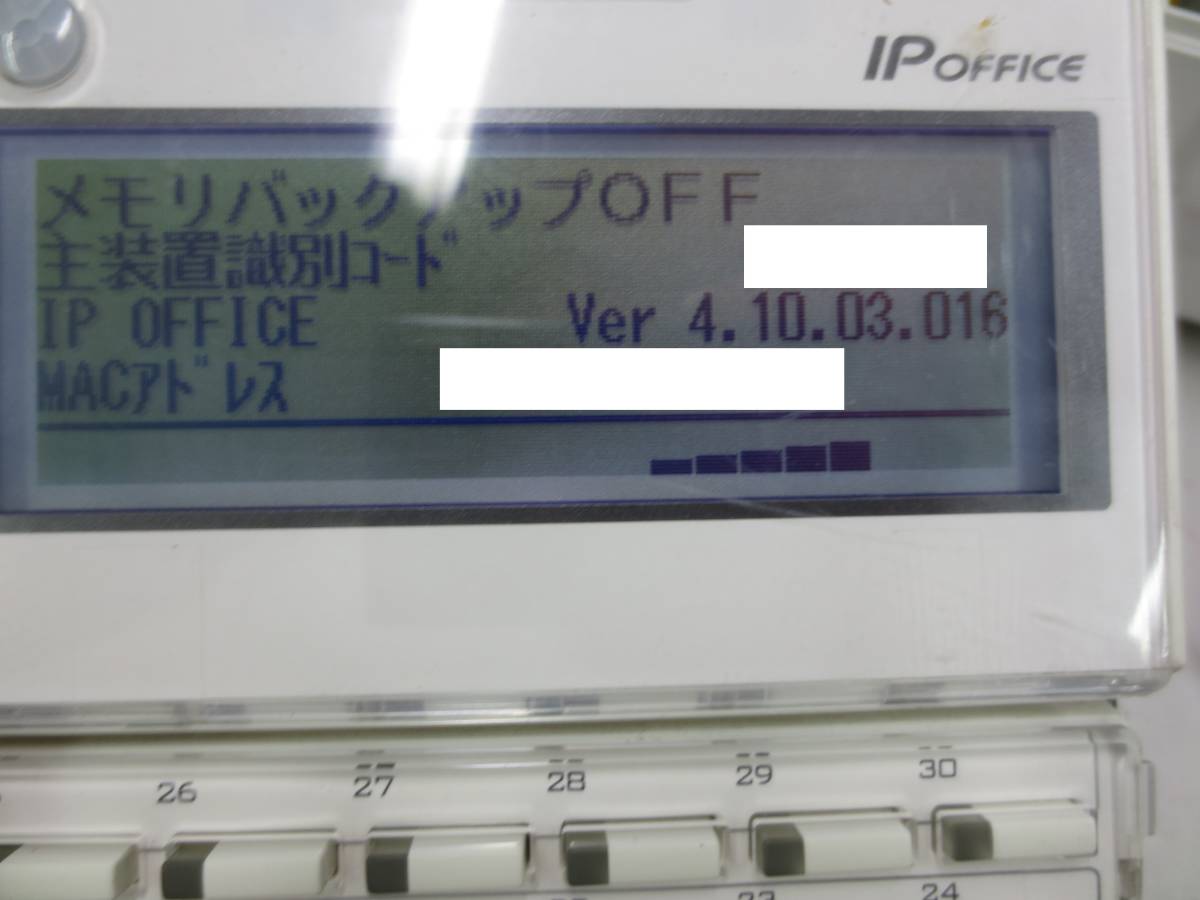 IP OFFICE
メモリバックアップOFF
主装置識別コード
IP OFFICE Ver 4.10.03.016
MACアドレス
26 27 28 29 30
23 24